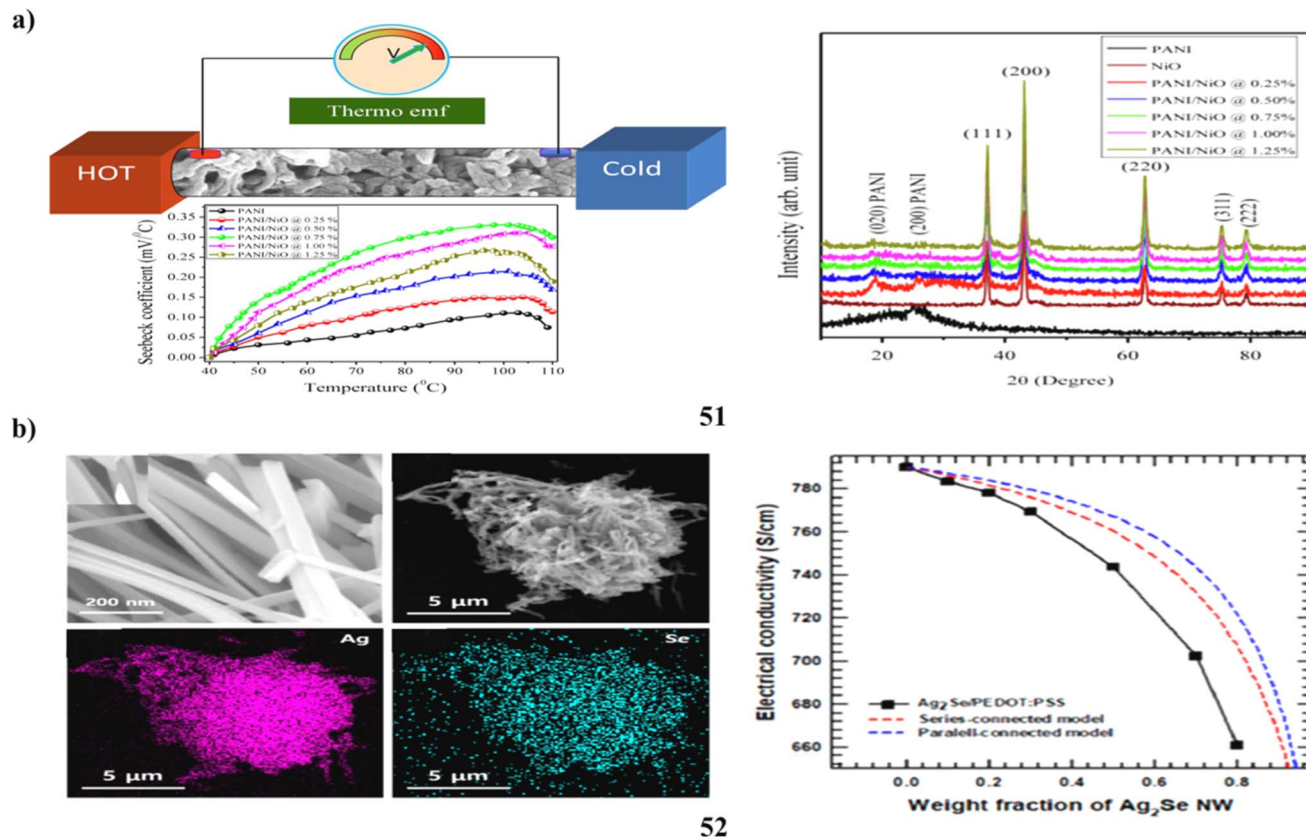 a)
V
Thermo emf
HOT
Cold
Seebeck coefficient (mV/⁰C)
0.35
0.30
0.25
0.20
0.15
0.10
0.05
0.00
PANI
PANI/NiO @ 0.25 %
PANI/NiO @ 0.50 %
PANI/NiO @ 0.75 %
PANI/NiO @ 1.00 %
PANI/NiO @ 1.25 %
40 50 60 70 80 90 100 110
Temperature (⁰C)
Intensity (arb. unit)
(020) PANI
(200) PANI
(111)
(200)
(220)
(311)
(222)
PANI
NiO
PANI/NiO @ 0.25%
PANI/NiO @ 0.50%
PANI/NiO @ 0.75%
PANI/NiO @ 1.00%
PANI/NiO @ 1.25%
20 40 60 80
2θ (Degree)
51
b)
200 nm
5 µm
Ag
5 µm
Se
5 µm
Electrical conductivity (S/cm)
780
760
740
720
700
680
660
Ag₂Se/PEDOT:PSS
Series-connected model
Paralell-connected model
0.0 0.2 0.4 0.6 0.8
Weight fraction of Ag₂Se NW
52